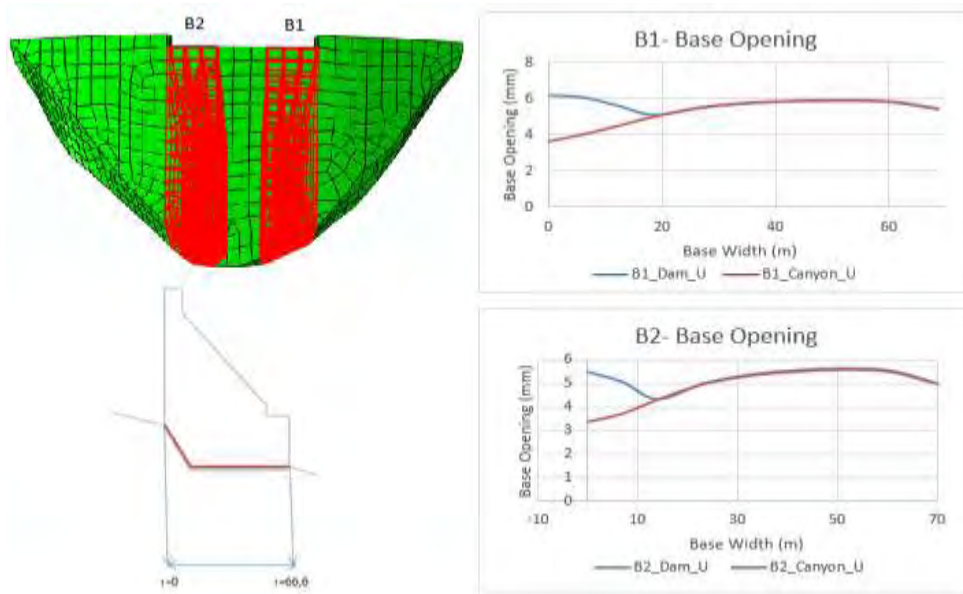 B2 B1
B1- Base Opening
8
6
4
2
0
0 20 40 60
Base Opening (mm)
Base Width (m)
B1_Dam_U B1_Canyon_U
B2- Base Opening
6
5
4
3
2
1
0
-10 10 30 50 70
Base Opening (mm)
Base Width (m)
B2_Dam_U B2_Canyon_U
r=0 r=66,6